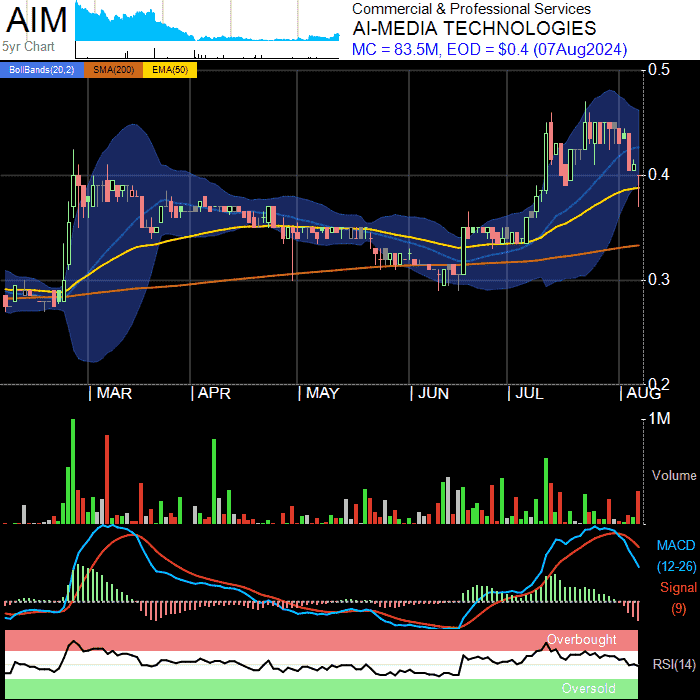 AIM
5yr Chart
Commercial & Professional Services
AI-MEDIA TECHNOLOGIES
MC = 83.5M, EOD = $0.4 (07Aug2024)
BollBands(20,2) SMA(200) EMA(50)
0.5
0.4
0.3
0.2
MAR APR MAY JUN JUL AUG
1M
Volume
MACD
(12-26)
Signal
(9)
Overbought
RSI(14)
Oversold